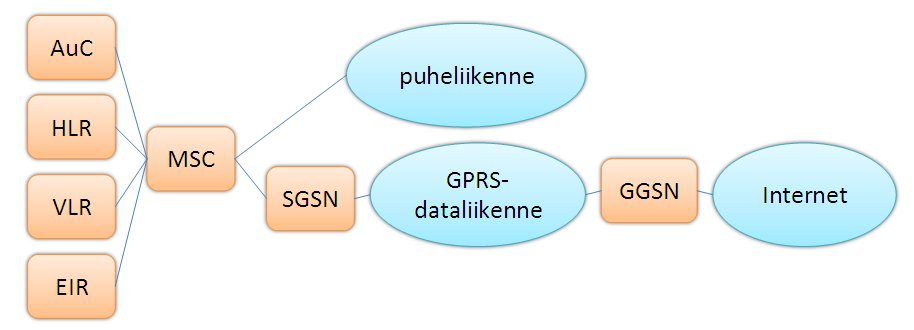 AuC
HLR
VLR
EIR
MSC
puheliikenne
SGSN
GPRS-
dataliikenne
GGSN
Internet